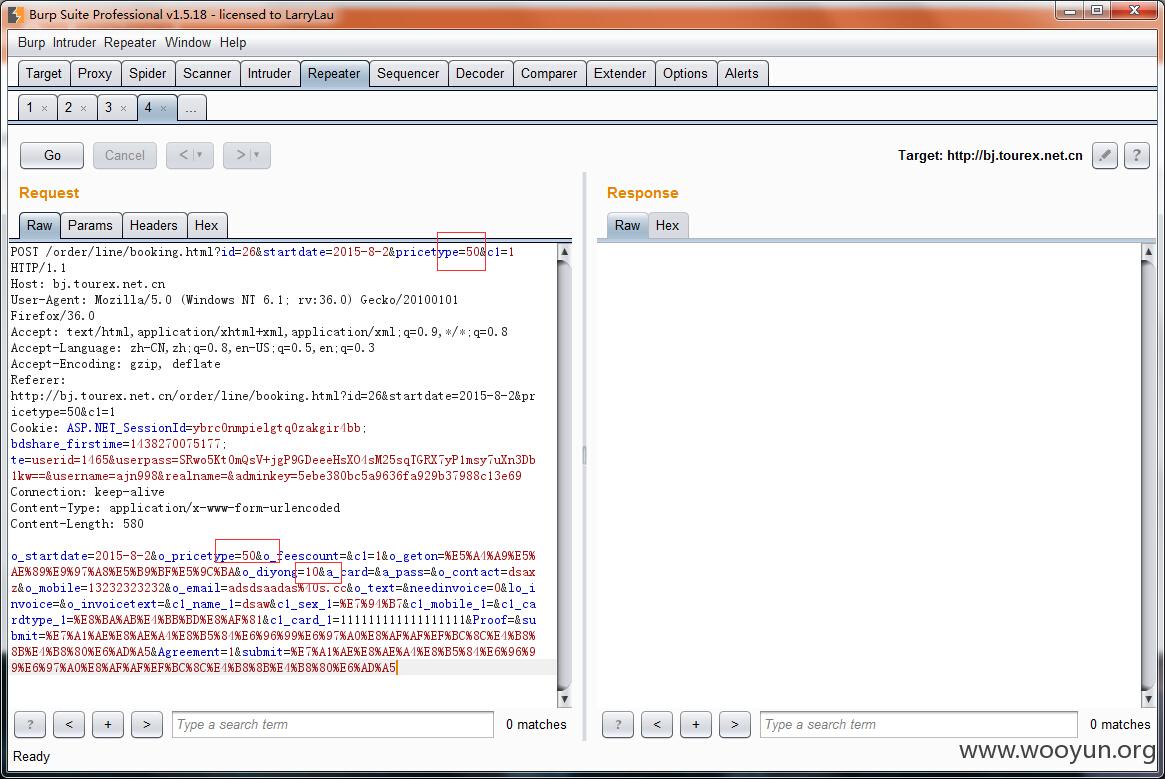 Burp Suite Professional v1.5.18 - licensed to LarryLau
Burp Intruder Repeater Window Help
Target Proxy Spider Scanner Intruder Repeater Sequencer Decoder Comparer Extender Options Alerts
1 × 2 × 3 × 4 × ...
Go Cancel < > Target: http://bj.tourex.net.cn ?
Request
Response
Raw Params Headers Hex
Raw Hex
POST /order/line/booking.html?id=26&startdate=2015-8-2&pricetype=50&c1=1
HTTP/1.1
Host: bj.tourex.net.cn
User-Agent: Mozilla/5.0 (Windows NT 6.1; rv:36.0) Gecko/20100101
Firefox/36.0
Accept: text/html,application/xhtml+xml,application/xml;q=0.9,*/*;q=0.8
Accept-Language: zh-CN,zh;q=0.8,en-US;q=0.5,en;q=0.3
Accept-Encoding: gzip, deflate
Referer:
http://bj.tourex.net.cn/order/line/booking.html?id=26&startdate=2015-8-2&pr
icetype=50&c1=1
Cookie: ASP.NET_SessionId=ybrc0nmpielgtq0zakgir4bb;
bdshare_firstime=1438270075177;
te=userid=1465&userpass=SRwo5Kt0mQsV+jgP9GDeeeHsXO4sM25sqTGRX7yP1msy7uXn3Db
1kw==&username=ajn998&realname=&adminkey=5ebe380bc5a9636fa929b37988c13e69
Connection: keep-alive
Content-Type: application/x-www-form-urlencoded
Content-Length: 580
o_startdate=2015-8-2&o_pricetype=50&o_feescount=&c1=1&o_geton=%E5%A4%A9%E5%
AE%89%E9%97%A8%E5%B9%BF%E5%9C%BA&o_diyong=10&a_card=&a_pass=&o_contact=dsax
z&o_mobile=13232323232&o_email=adsdsaadas%40s.cc&o_text=&needinvoice=0&lo_i
nvoice=&o_invoicetext=&c1_name_1=dsaw&c1_sex_1=%E7%94%B7&c1_mobile_1=&c1_ca
rdtype_1=%E8%BA%AB%E4%BB%BD%E8%AF%81&c1_card_1=111111111111111111&Proof=&su
bmit=%E7%A1%AE%E8%AE%A4%E8%B5%84%E6%96%99%E6%97%A0%E8%AF%AF%EF%BC%8C%E4%B8%
8B%E4%B8%80%E6%AD%A5&Agreement=1&submit=%E7%A1%AE%E8%AE%A4%E8%B5%84%E6%96%9
9%E6%97%A0%E8%AF%AF%EF%BC%8C%E4%B8%8B%E4%B8%80%E6%AD%A5
? < + > Type a search term 0 matches
? < + > Type a search term 0 matches
Ready
www.wooyun.org